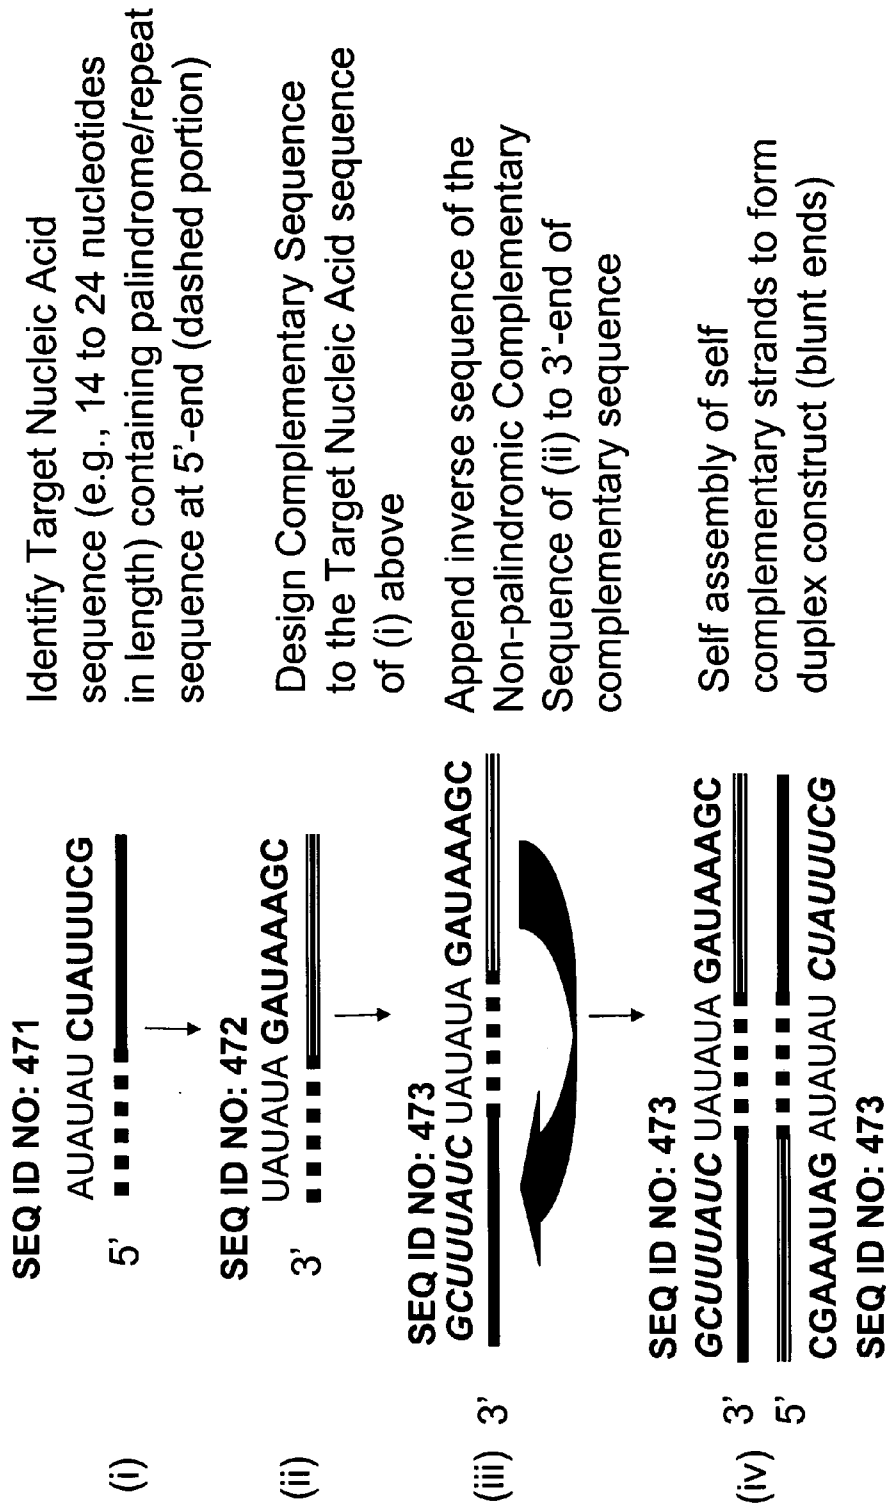 (i)
SEQ ID NO: 471
AUAUAU CUAUUUCG
5’
Identify Target Nucleic Acid
sequence (e.g., 14 to 24 nucleotides
in length) containing palindrome/repeat
sequence at 5’-end (dashed portion)
(ii)
SEQ ID NO: 472
UAUAUA GAUAAAGC
3’
Design Complementary Sequence
to the Target Nucleic Acid sequence
of (i) above
(iii)
SEQ ID NO: 473
GCUUUAUC UAUAUA GAUAAAGC
3’
Append inverse sequence of the
Non-palindromic Complementary
Sequence of (ii) to 3’-end of
complementary sequence
(iv)
SEQ ID NO: 473
GCUUUAUC UAUAUA GAUAAAGC
3’
5’
CGAAAUAG AUAUAU CUAUUUCG
SEQ ID NO: 473
Self assembly of self
complementary strands to form
duplex construct (blunt ends)